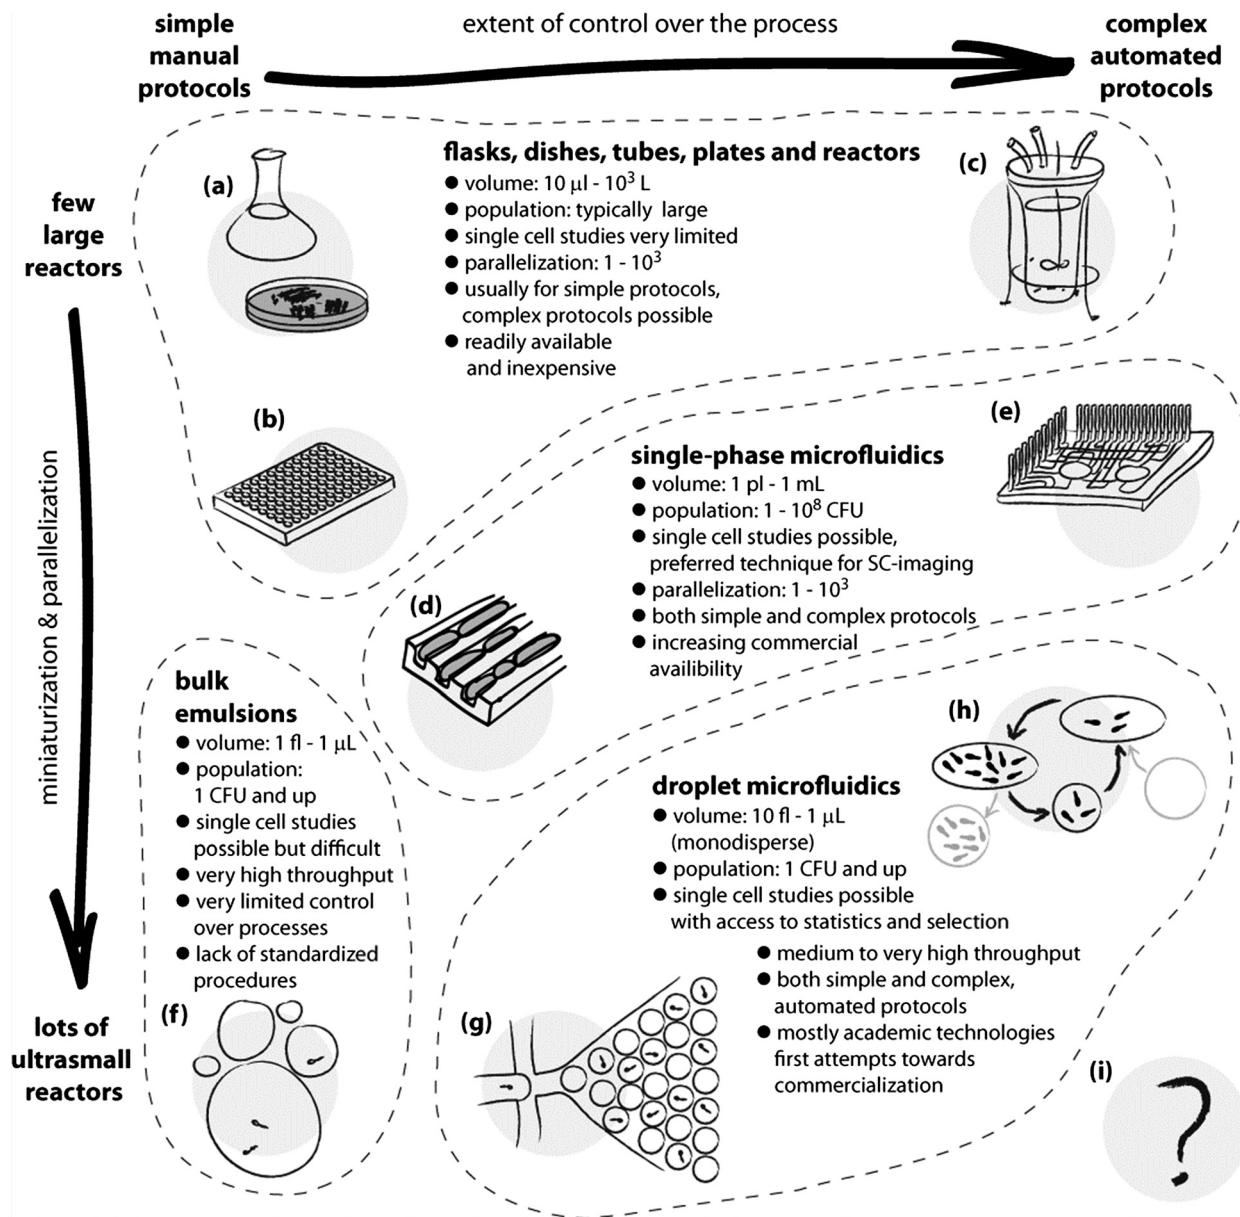 simple
manual
protocols
extent of control over the process
complex
automated
protocols
few
large
reactors
miniaturization & parallelization
lots of
ultrasmall
reactors
(a)
flasks, dishes, tubes, plates and reactors
● volume: 10 μl - 10³ L
● population: typically large
● single cell studies very limited
● parallelization: 1 - 10³
● usually for simple protocols,
complex protocols possible
● readily available
and inexpensive
(c)
(b)
(e)
single-phase microfluidics
● volume: 1 pl - 1 mL
● population: 1 - 10⁸ CFU
● single cell studies possible,
preferred technique for SC-imaging
● parallelization: 1 - 10³
● both simple and complex protocols
● increasing commercial
availibility
(d)
bulk
emulsions
● volume: 1 fl - 1 μL
● population:
1 CFU and up
● single cell studies
possible but difficult
● very high throughput
● very limited control
over processes
● lack of standardized
procedures
(f)
(h)
droplet microfluidics
● volume: 10 fl - 1 μL
(monodisperse)
● population: 1 CFU and up
● single cell studies possible
with access to statistics and selection
● medium to very high throughput
● both simple and complex,
automated protocols
● mostly academic technologies
first attempts towards
commercialization
(g)
(i)
?